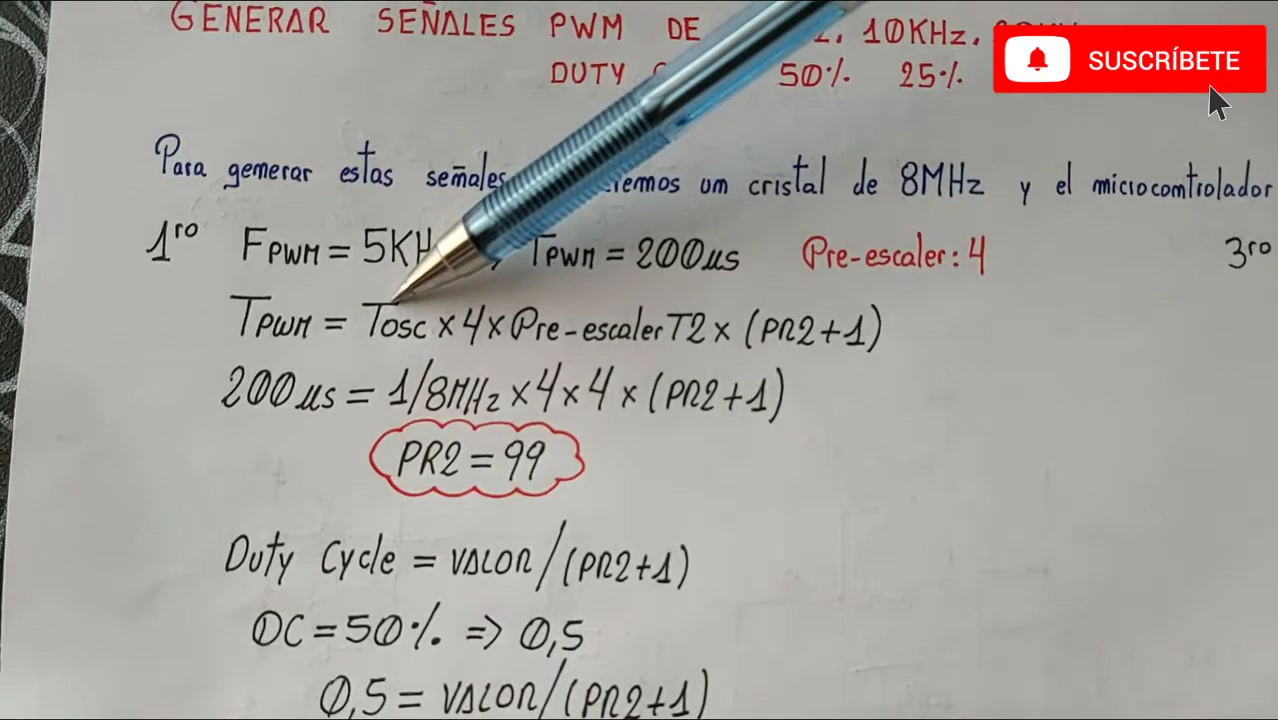 GENERAR SEÑALES PWM DE 10KHz.
DUTY 50% 25%
SUSCRÍBETE
Para generar estas señales un cristal de 8MHz y el microcontrolador
1ro FPWM = 5KH TPWM = 200us Pre-escaler: 4
3ro
TPWM = Tosc x 4 x Pre-escaler T2 x (PR2+1)
200us = 1/8MHz x 4 x 4 x (PR2+1)
PR2 = 99
Duty Cycle = VALOR/(PR2+1)
DC = 50% => 0,5
0,5 = VALOR/(PR2+1)